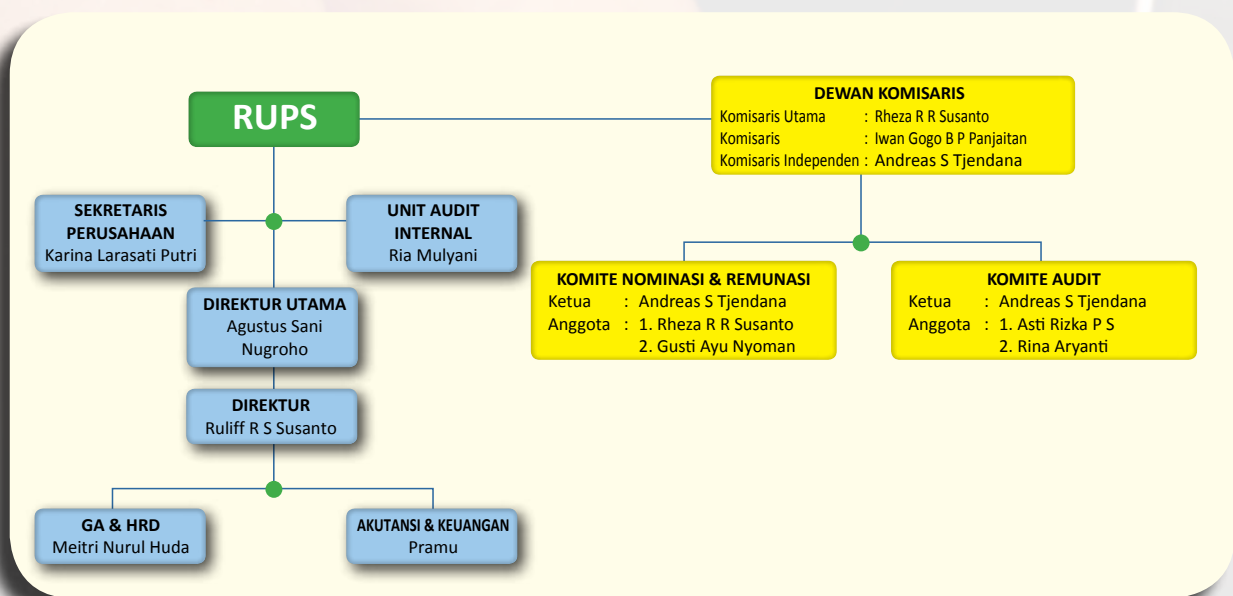 RUPS
DEWAN KOMISARIS
Komisaris Utama : Rheza R R Susanto
Komisaris : Iwan Gogo B P Panjaitan
Komisaris Independen : Andreas S Tjendana
SEKRETARIS
PERUSAHAAN
Karina Larasati Putri
UNIT AUDIT
INTERNAL
Ria Mulyani
KOMITE NOMINASI & REMUNASI
Ketua : Andreas S Tjendana
Anggota : 1. Rheza R R Susanto
2. Gusti Ayu Nyoman
KOMITE AUDIT
Ketua : Andreas S Tjendana
Anggota : 1. Asti Rizka P S
2. Rina Aryanti
DIREKTUR UTAMA
Agustus Sani
Nugroho
DIREKTUR
Ruliff R S Susanto
GA & HRD
Meitri Nurul Huda
AKUTANSI & KEUANGAN
Pramu